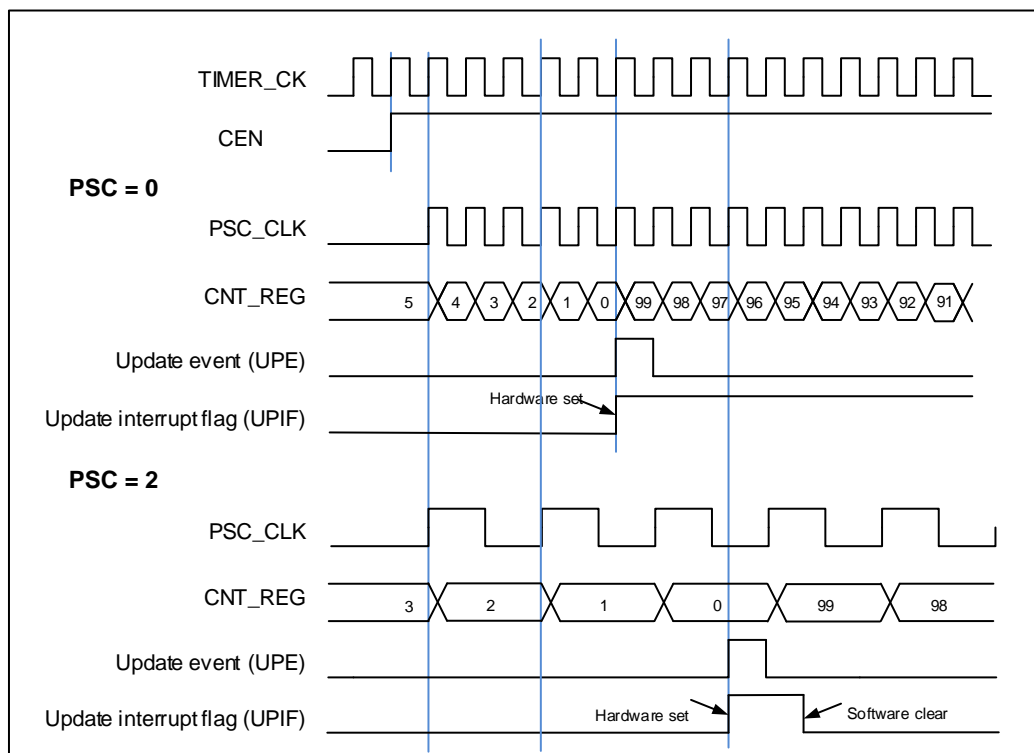 TIMER_CK
CEN
PSC = 0
PSC_CLK
CNT_REG 5 4 3 2 1 0 99 98 97 96 95 94 93 92 91
Update event (UPE)
Hardware set
Update interrupt flag (UPIF)
PSC = 2
PSC_CLK
CNT_REG 3 2 1 0 99 98
Update event (UPE)
Update interrupt flag (UPIF) Hardware set Software clear